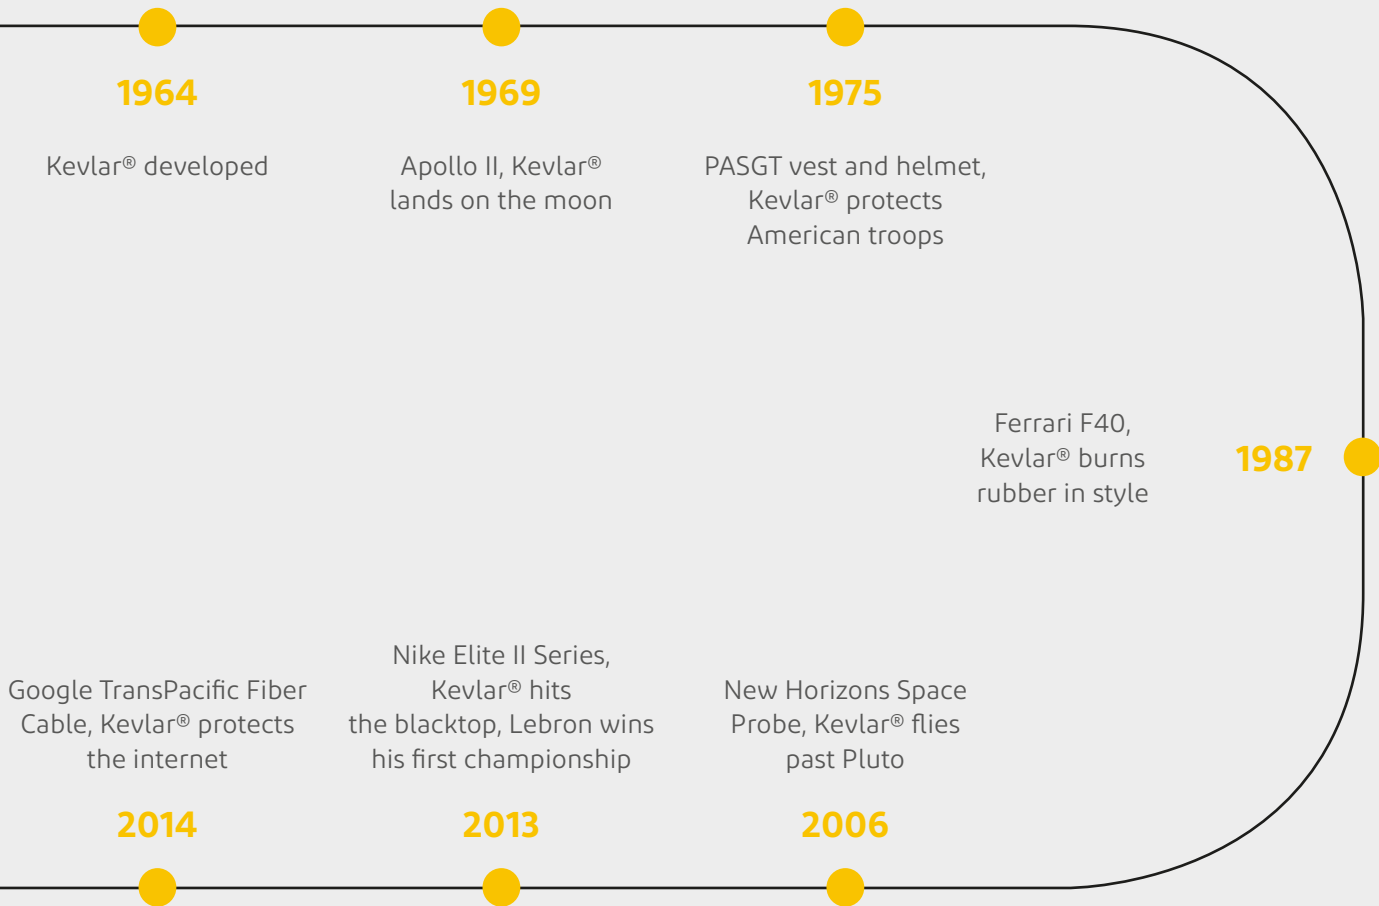 1964
Kevlar® developed
1969
Apollo II, Kevlar®
lands on the moon
1975
PASGT vest and helmet,
Kevlar® protects
American troops
Ferrari F40,
Kevlar® burns
rubber in style
1987
New Horizons Space
Probe, Kevlar® flies
past Pluto
2006
Nike Elite II Series,
Kevlar® hits
the blacktop, Lebron wins
his first championship
2013
Google TransPacific Fiber
Cable, Kevlar® protects
the internet
2014